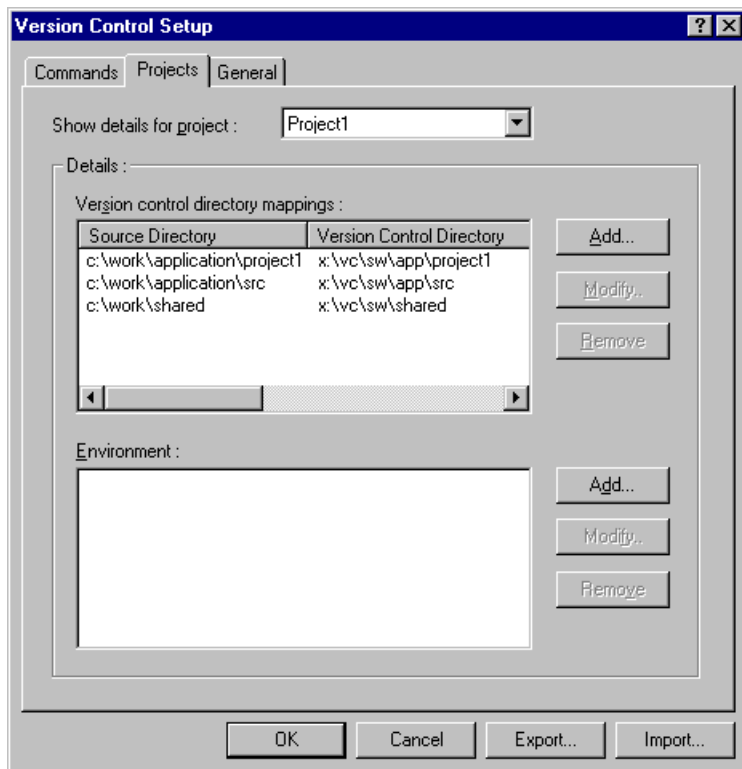 Version Control Setup
Commands Projects General
Show details for project : Project1
Details :
Version control directory mappings :
Source Directory Version Control Directory
c:\work\application\project1 x:\vc\sw\app\project1
c:\work\application\src x:\vc\sw\app\src
c:\work\shared x:\vc\sw\shared
Add...
Modify..
Remove
Environment :
Add...
Modify..
Remove
OK Cancel Export... Import...